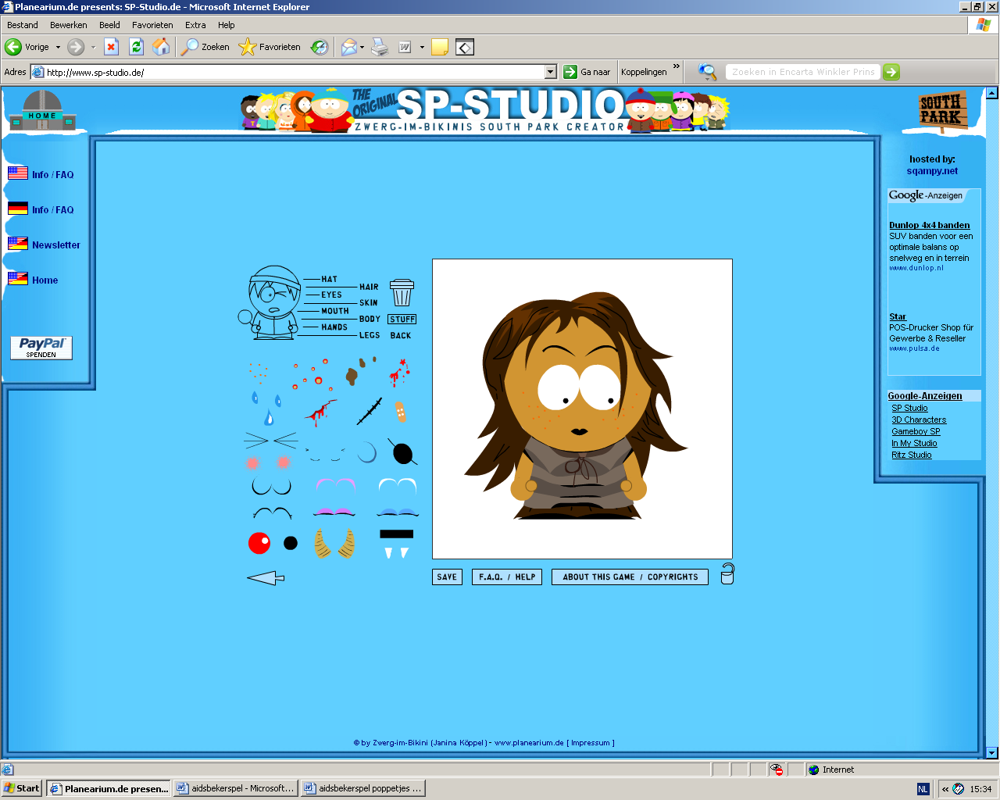 Planearium.de presents: SP-Studio.de - Microsoft Internet Explorer
Bestand Bewerken Beeld Favorieten Extra Help
Vorige Zoeken Favorieten
Adres http://www.sp-studio.de/ Ga naar Koppelingen » Zoeken in Encarta Winkler Prins
HOME
THE ORIGINAL SP-STUDIO
ZWERG-IM-BIKINIS SOUTH PARK CREATOR
SOUTH PARK
Info / FAQ
Info / FAQ
Newsletter
Home
PayPal
SPENDEN
hosted by:
sqampy.net
Google-Anzeigen
Dunlop 4x4 banden
SUV banden voor een
optimale balans op
snelweg en in terrein
www.dunlop.nl
Star
POS-Drucker Shop für
Gewerbe & Reseller
www.pulsa.de
Google-Anzeigen
SP Studio
3D Characters
Gameboy SP
In My Studio
Ritz Studio
HAT
HAIR
EYES
SKIN
MOUTH
BODY
HANDS
LEGS
STUFF
BACK
SAVE
F.A.Q. / HELP
ABOUT THIS GAME / COPYRIGHTS
© by Zwerg-im-Bikini (Janina Köppel) - www.planearium.de [ Impressum ]
Internet
Start Planearium.de presen... aidsbekerspel - Microsoft... aidsbekerspel poppetjes ... NL « 15:34